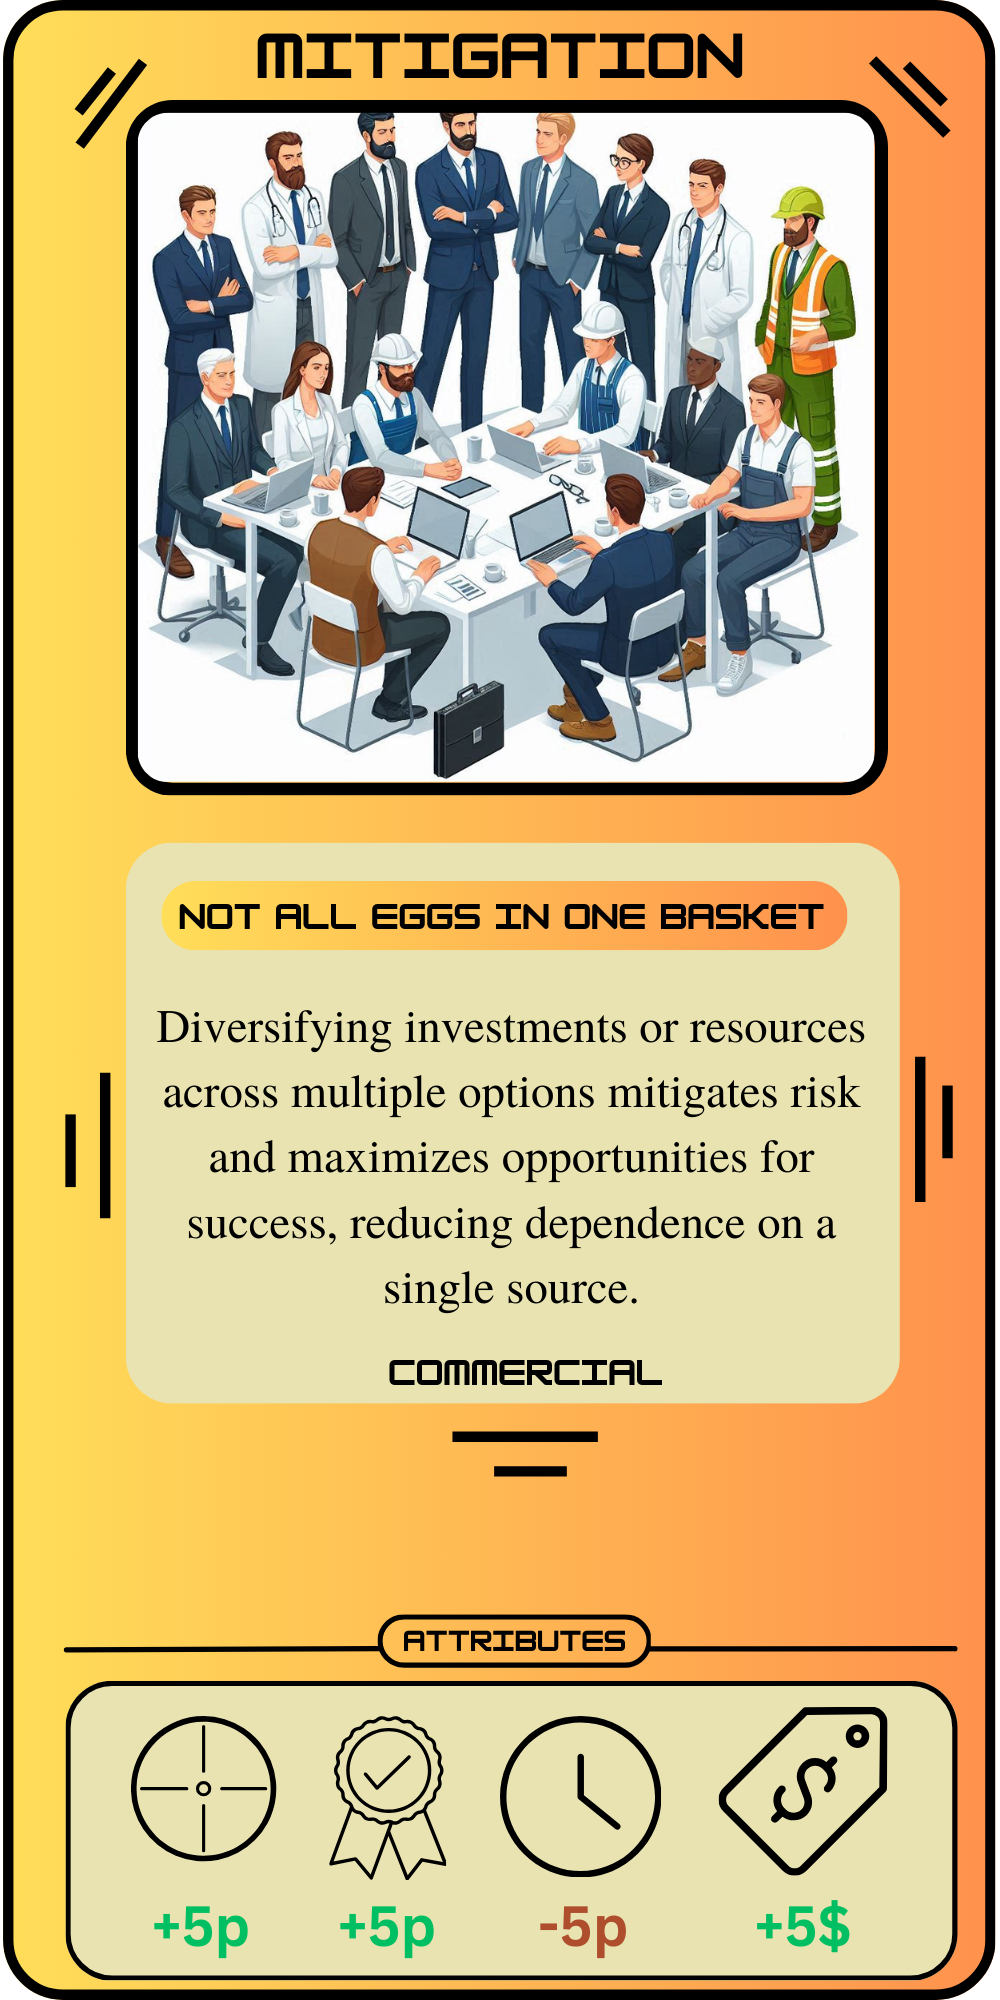 MITIGATION
NOT ALL EGGS IN ONE BASKET
Diversifying investments or resources
across multiple options mitigates risk
and maximizes opportunities for
success, reducing dependence on a
single source.
COMMERCIAL
ATTRIBUTES
+5p +5p -5p +5$